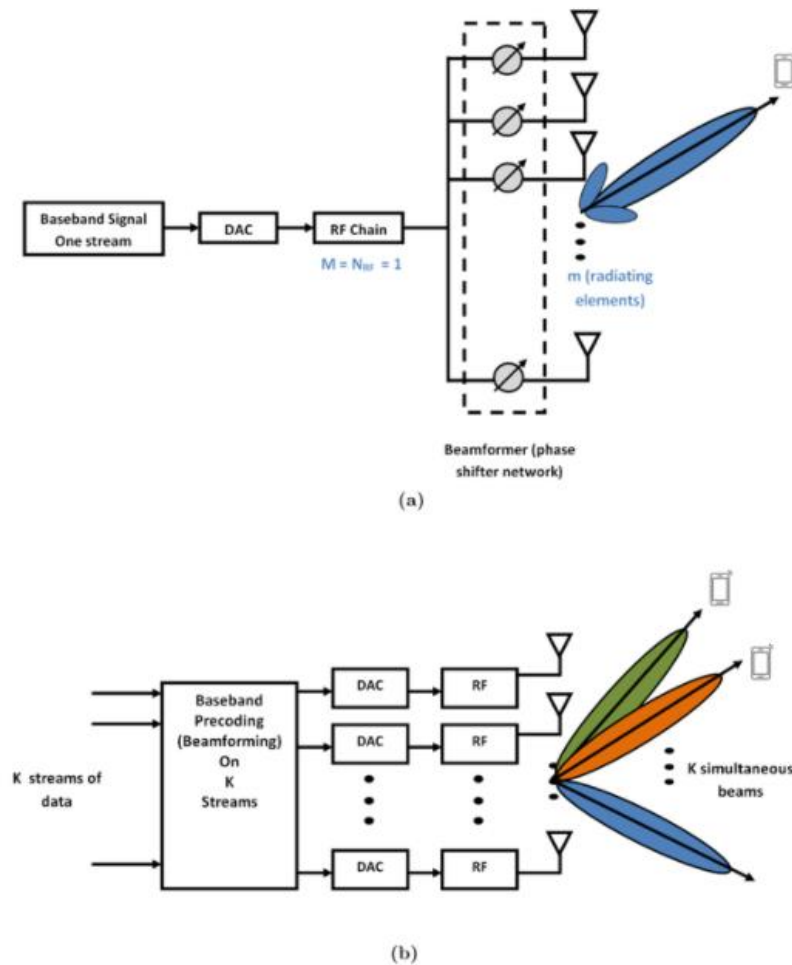 Baseband Signal
One stream
DAC
RF Chain
M = N_RF = 1
m (radiating
elements)
Beamformer (phase
shifter network)
(a)
K streams of
data
Baseband
Precoding
(Beamforming)
On
K
Streams
DAC
RF
DAC
RF
DAC
RF
K simultaneous
beams
(b)